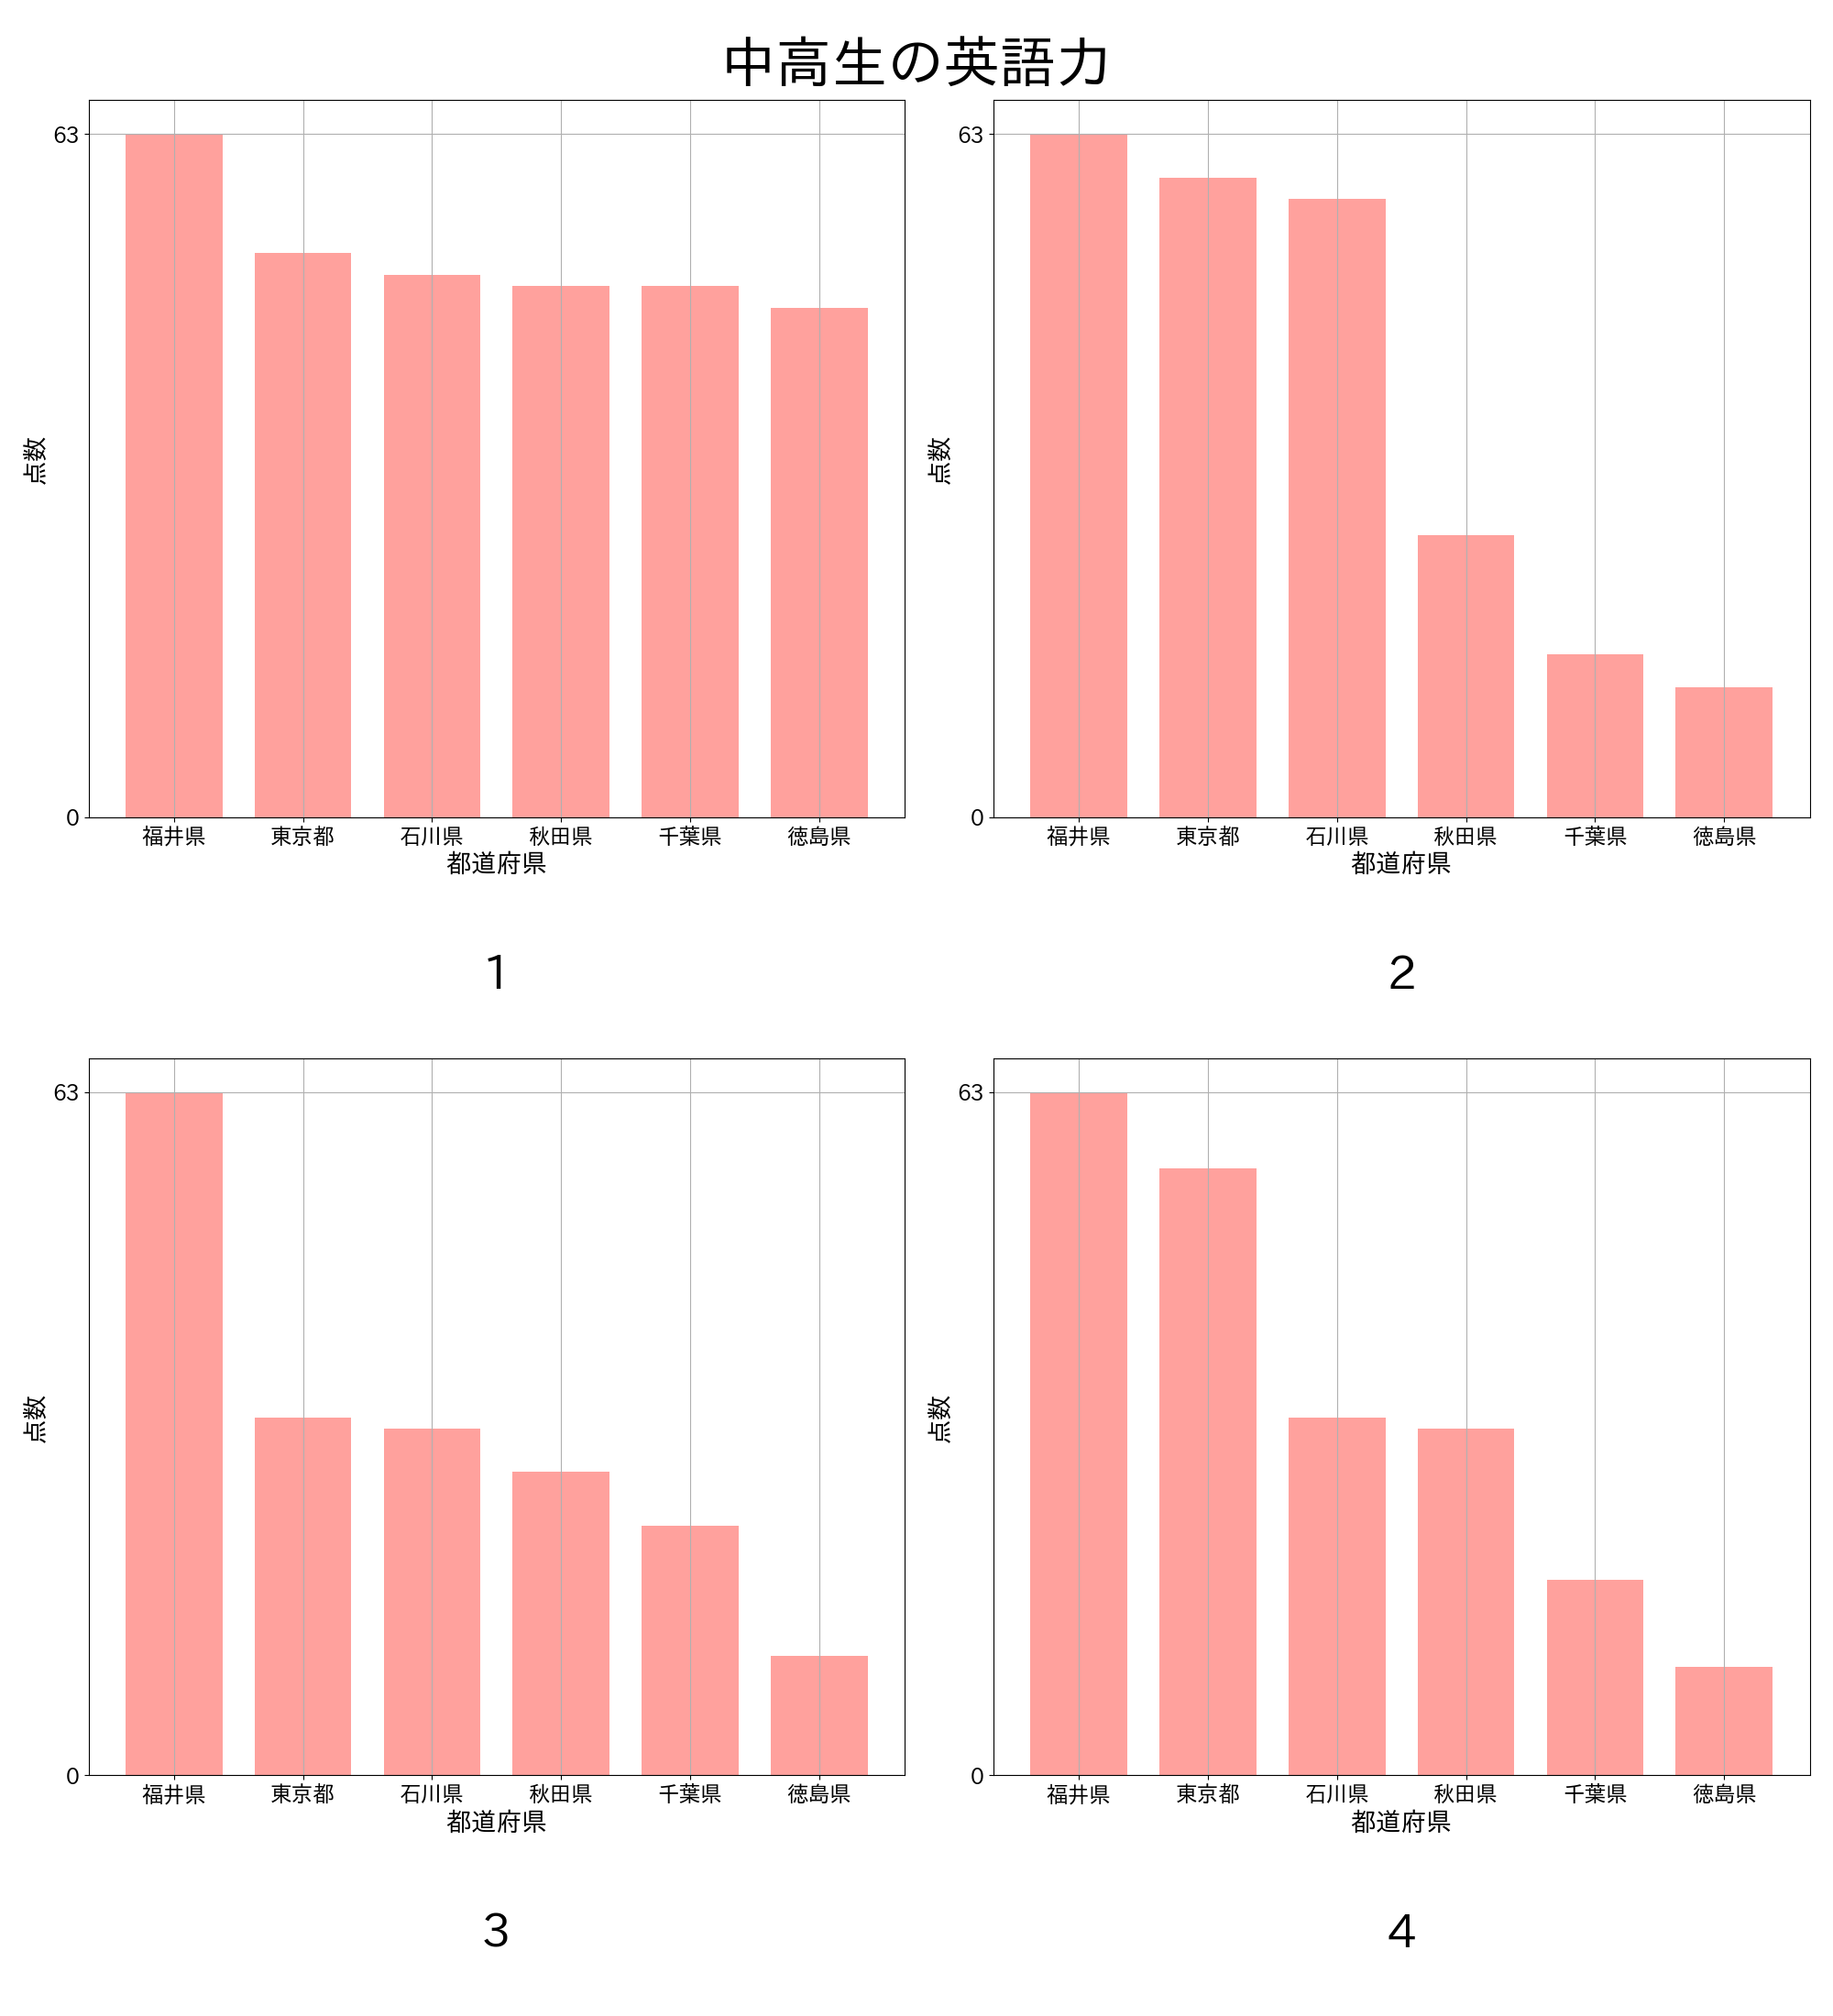 中高生の英語力
63
点数
0
福井県 東京都 石川県 秋田県 千葉県 徳島県
都道府県
1
63
点数
0
福井県 東京都 石川県 秋田県 千葉県 徳島県
都道府県
2
63
点数
0
福井県 東京都 石川県 秋田県 千葉県 徳島県
都道府県
3
63
点数
0
福井県 東京都 石川県 秋田県 千葉県 徳島県
都道府県
4